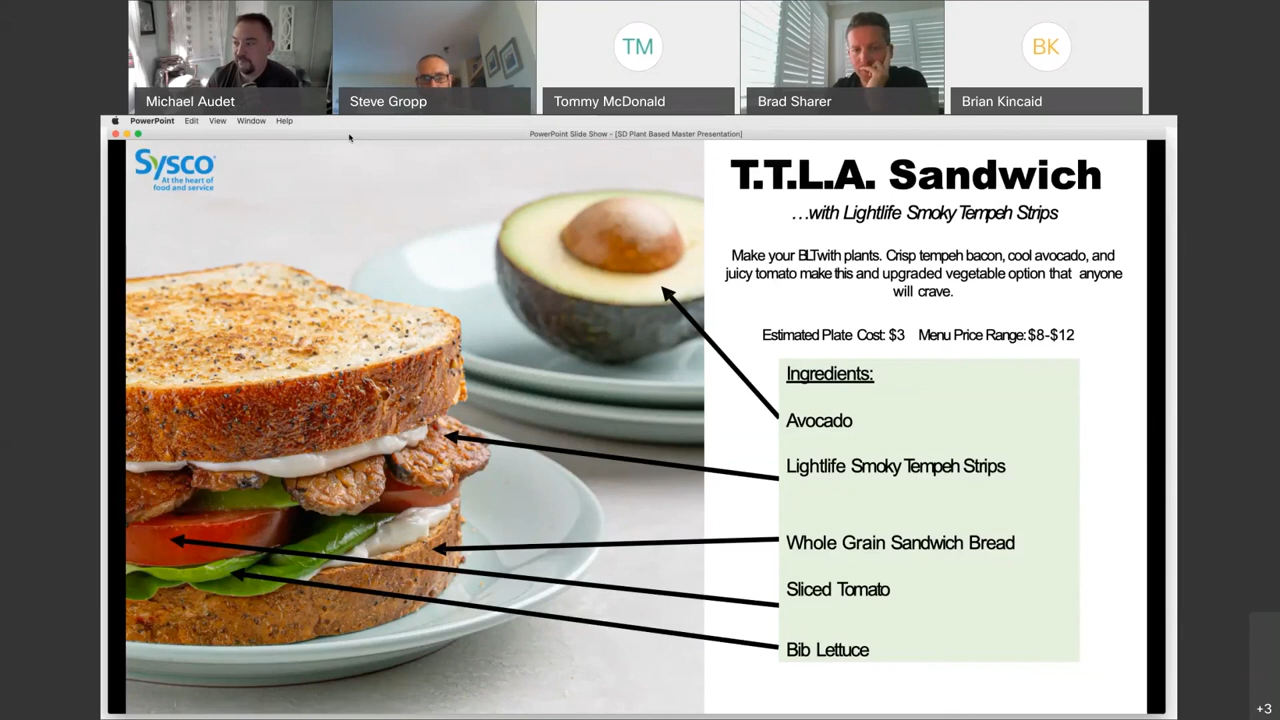 TM
BK
Michael Audet
Steve Gropp
Tommy McDonald
Brad Sharer
Brian Kincaid
PowerPoint Edit View Window Help
PowerPoint Slide Show - [SD Plant Based Master Presentation]
Sysco
At the heart of
food and service
T.T.L.A. Sandwich
...with Lightlife Smoky Tempeh Strips
Make your BLT with plants. Crisp tempeh bacon, cool avocado, and
juicy tomato make this and upgraded vegetable option that anyone
will crave.
Estimated Plate Cost: $3 Menu Price Range: $8-$12
Ingredients:
Avocado
Lightlife Smoky Tempeh Strips
Whole Grain Sandwich Bread
Sliced Tomato
Bib Lettuce
+3